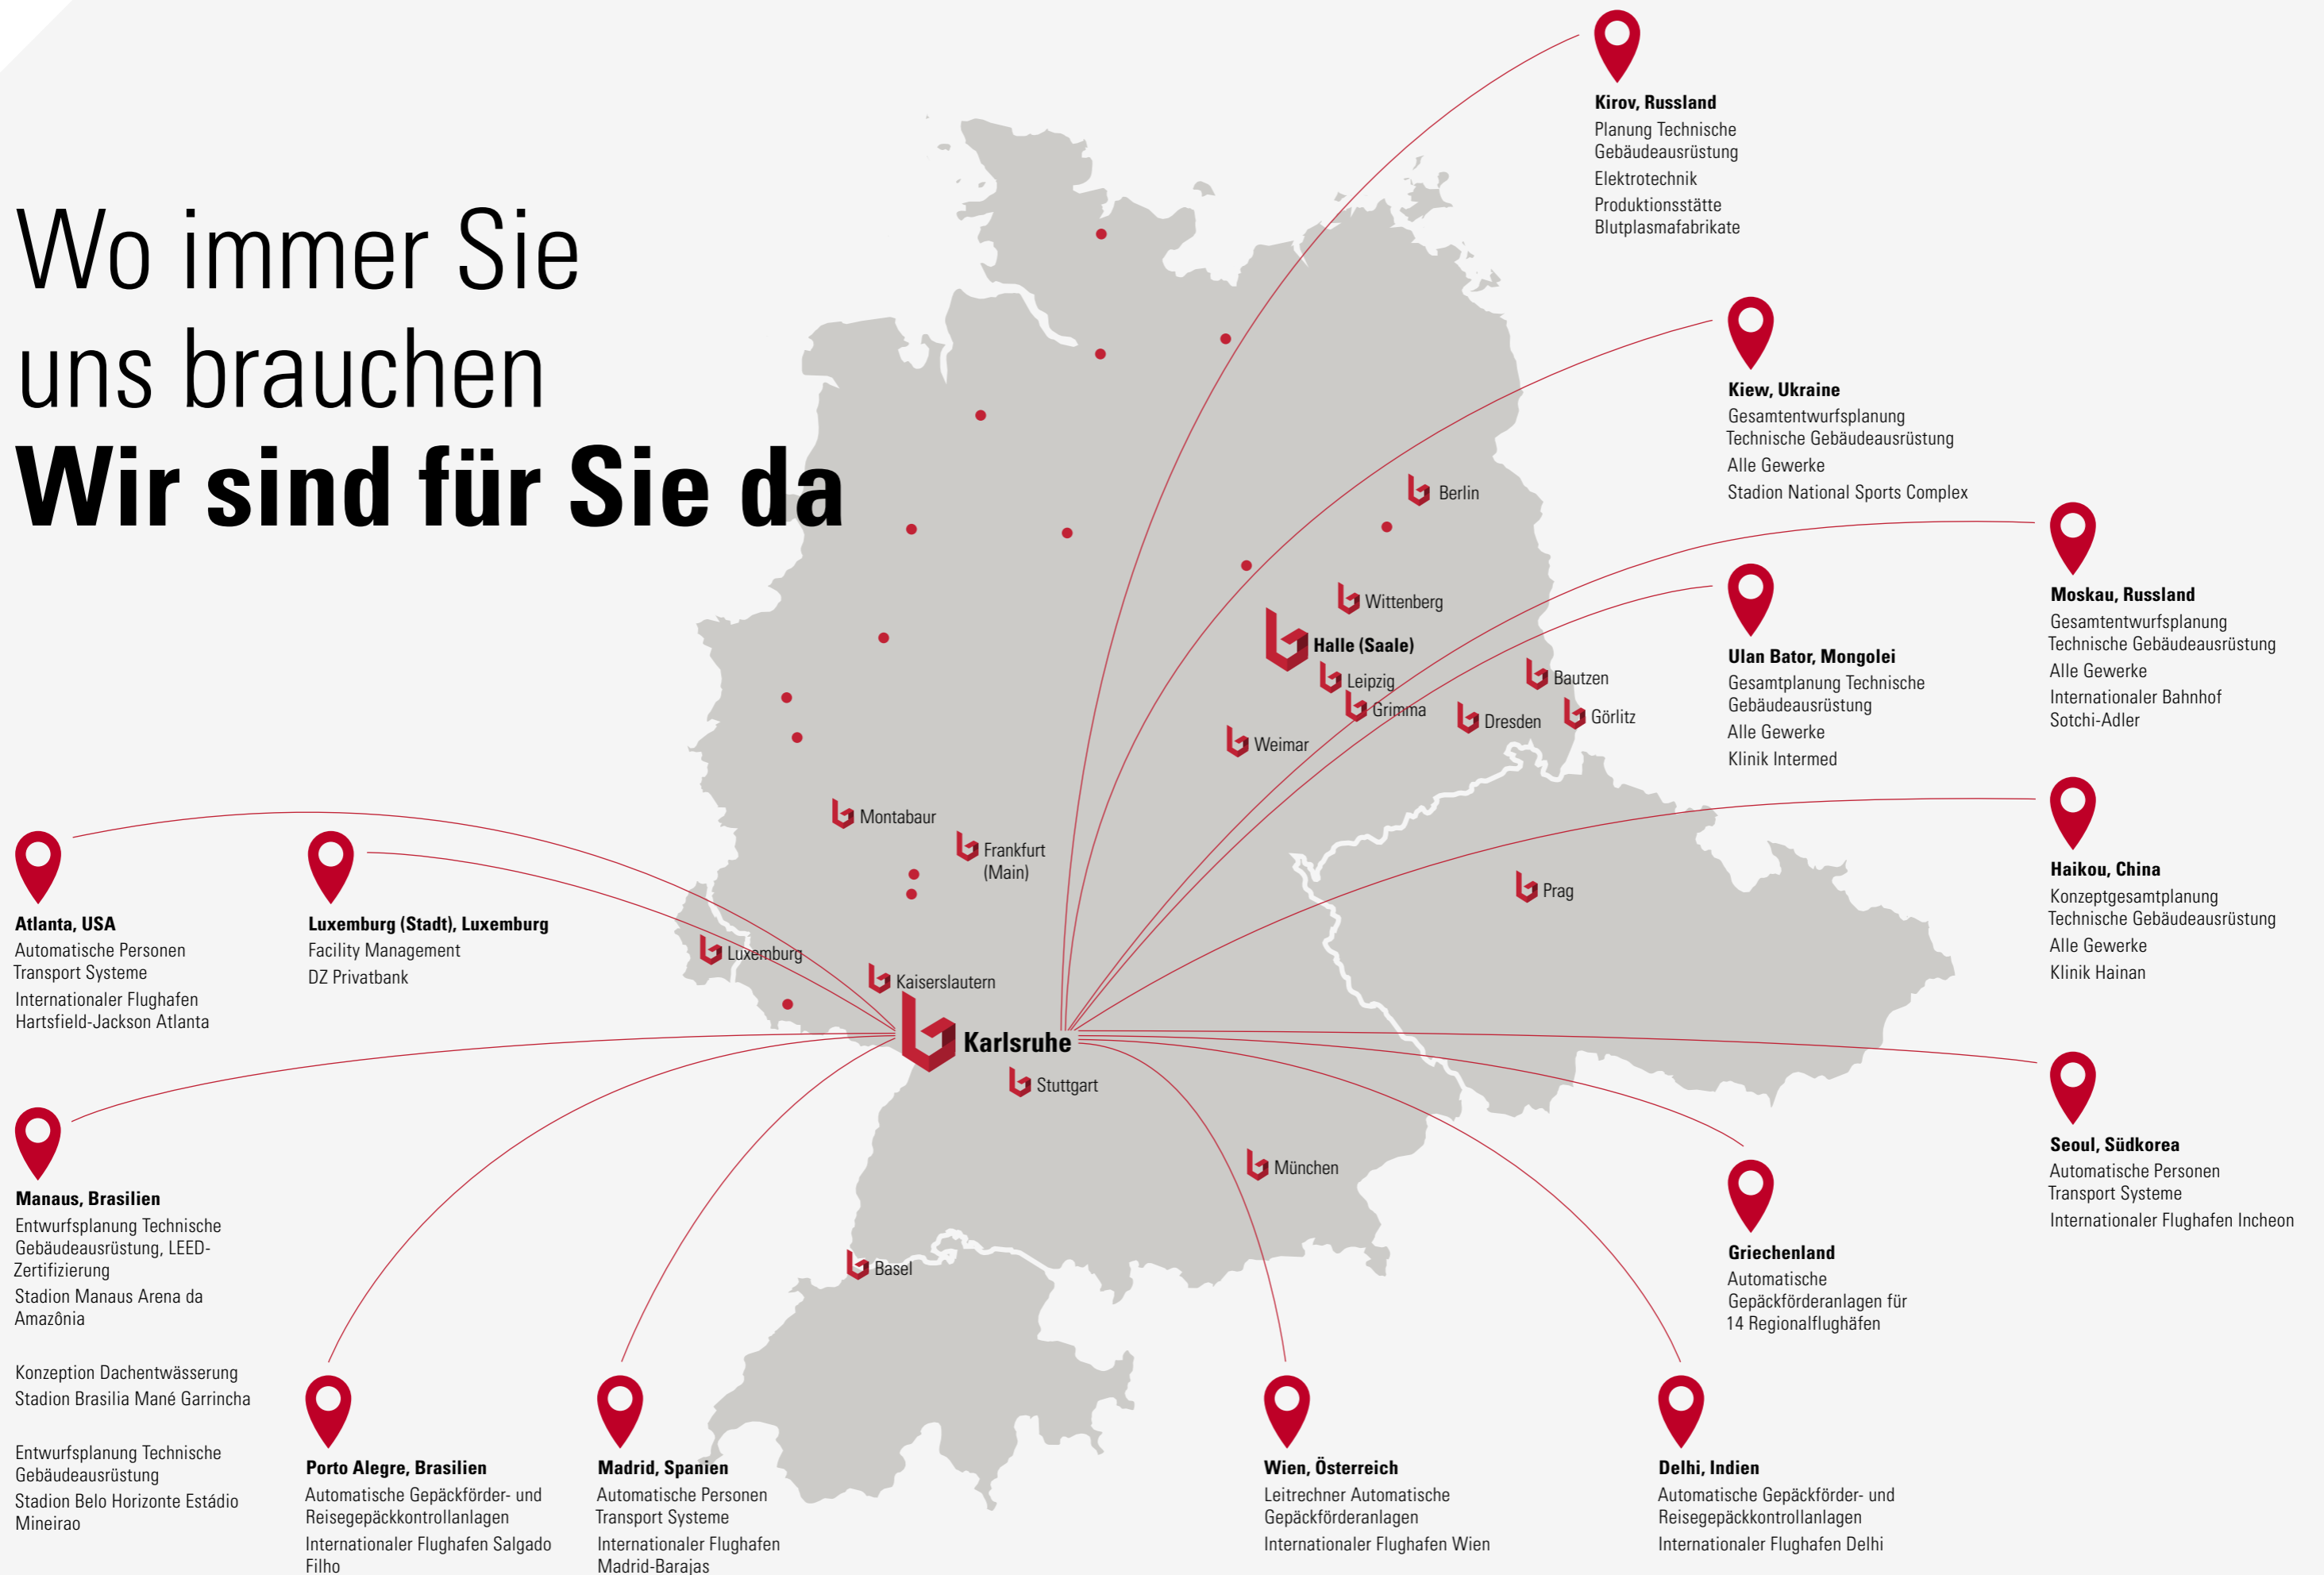 Wo immer Sie
uns brauchen
Wir sind für Sie da
Kirov, Russland
Planung Technische
Gebäudeausrüstung
Elektrotechnik
Produktionsstätte
Blutplasmafabrikate
Kiew, Ukraine
Gesamtentwurfsplanung
Technische Gebäudeausrüstung
Alle Gewerke
Stadion National Sports Complex
Moskau, Russland
Gesamtentwurfsplanung
Technische Gebäudeausrüstung
Alle Gewerke
Internationaler Bahnhof
Sotchi-Adler
Ulan Bator, Mongolei
Gesamtplanung Technische
Gebäudeausrüstung
Alle Gewerke
Klinik Intermed
Haikou, China
Konzeptgesamtplanung
Technische Gebäudeausrüstung
Alle Gewerke
Klinik Hainan
Seoul, Südkorea
Automatische Personen
Transport Systeme
Internationaler Flughafen Incheon
Griechenland
Automatische
Gepäckförderanlagen für
14 Regionalflughäfen
Delhi, Indien
Automatische Gepäckförder- und
Reisegepäckkontrollanlagen
Internationaler Flughafen Delhi
Wien, Österreich
Leitrechner Automatische
Gepäckförderanlagen
Internationaler Flughafen Wien
Madrid, Spanien
Automatische Personen
Transport Systeme
Internationaler Flughafen
Madrid-Barajas
Porto Alegre, Brasilien
Automatische Gepäckförder- und
Reisegepäckkontrollanlagen
Internationaler Flughafen Salgado
Filho
Manaus, Brasilien
Entwurfsplanung Technische
Gebäudeausrüstung, LEED-
Zertifizierung
Stadion Manaus Arena da
Amazônia
Konzeption Dachentwässerung
Stadion Brasilia Mané Garrincha
Entwurfsplanung Technische
Gebäudeausrüstung
Stadion Belo Horizonte Estádio
Mineirao
Atlanta, USA
Automatische Personen
Transport Systeme
Internationaler Flughafen
Hartsfield-Jackson Atlanta
Luxemburg (Stadt), Luxemburg
Facility Management
DZ Privatbank
Berlin
Wittenberg
Halle (Saale)
Leipzig
Grimma
Bautzen
Dresden
Görlitz
Weimar
Montabaur
Frankfurt
(Main)
Prag
Luxemburg
Kaiserslautern
Karlsruhe
Stuttgart
München
Basel